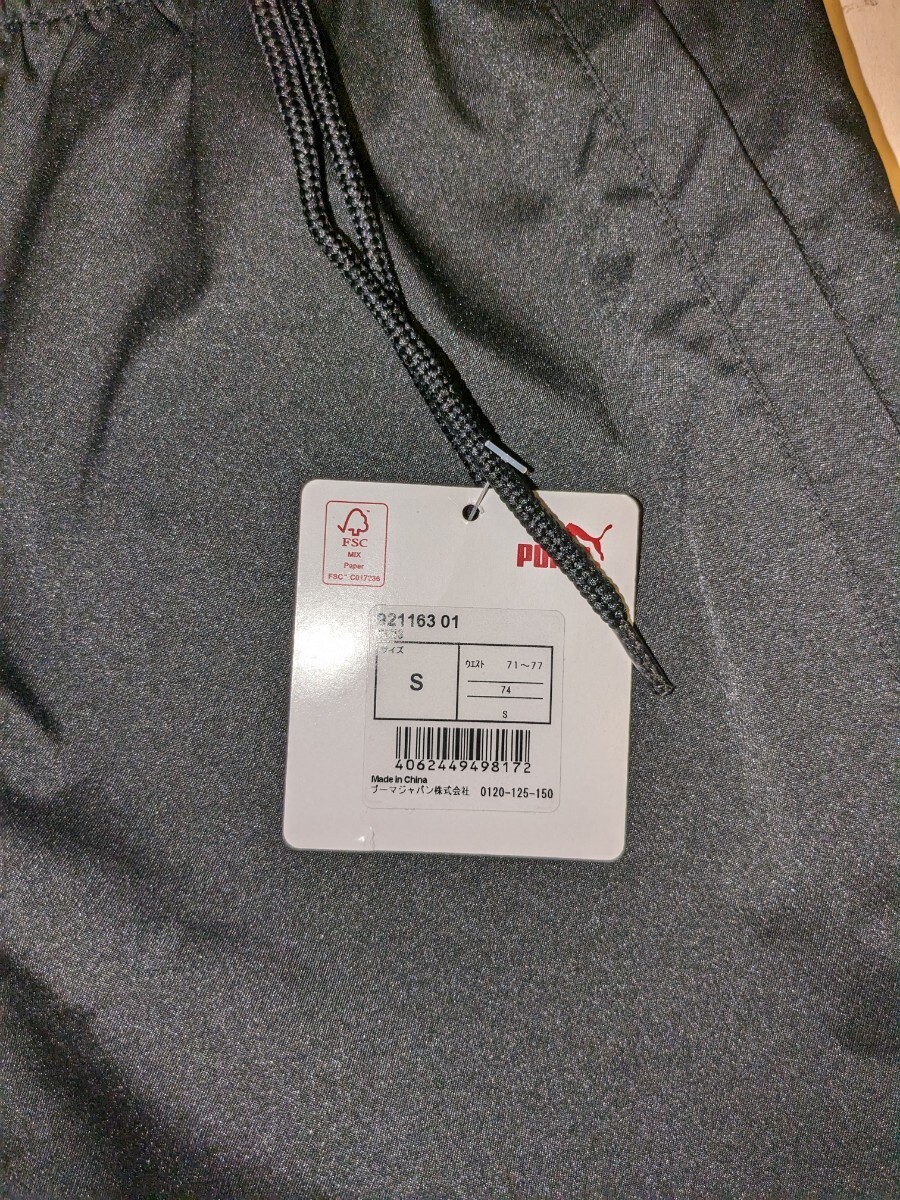 FSC
MIX
Paper
FSC™ C017236
921163 01
サイズ
S
ウエスト 71～77
74
S
4062449498172
Made in China
プーマジャパン株式会社 0120-125-150